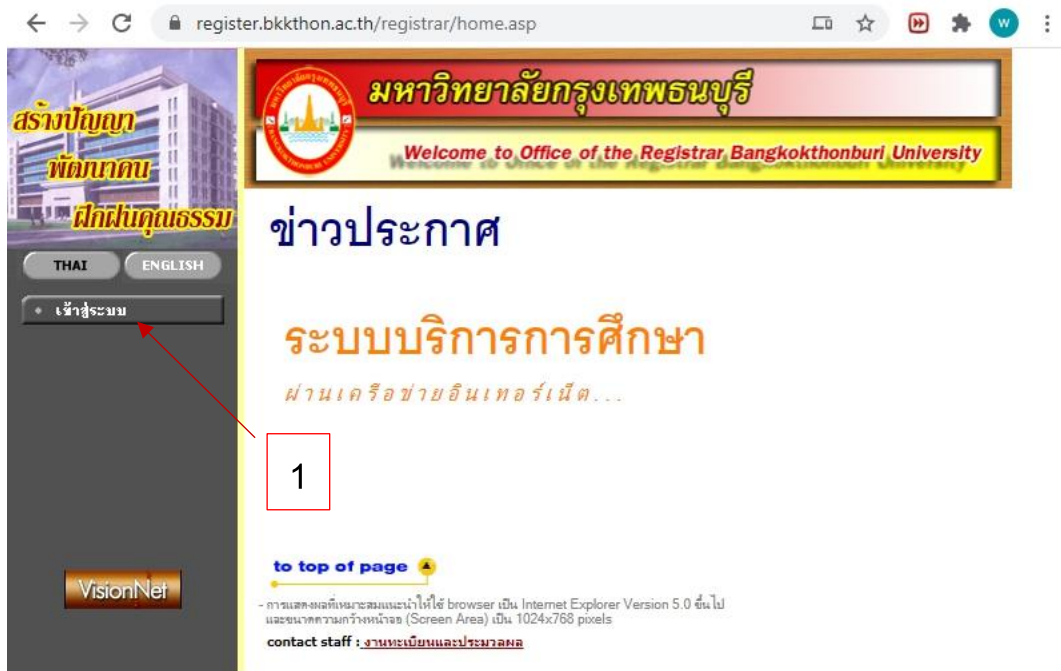 register.bkkthon.ac.th/registrar/home.asp
W
สร้างปัญญา
พัฒนาคน
ฝึกฝนคุณธรรม
มหาวิทยาลัยกรุงเทพธนบุรี
Welcome to Office of the Registrar Bangkokthonburi University
THAI
ENGLISH
เข้าสู่ระบบ
ข่าวประกาศ
ระบบบริการการศึกษา
ผ่านเครือข่ายอินเทอร์เน็ต...
1
VisionNet
to top of page
- การแสดงผลที่เหมาะสมแนะนำให้ใช้ browser เป็น Internet Explorer Version 5.0 ขึ้นไป
และขนาดความกว้างหน้าจอ (Screen Area) เป็น 1024x768 pixels
contact staff : งานทะเบียนและประมวลผล